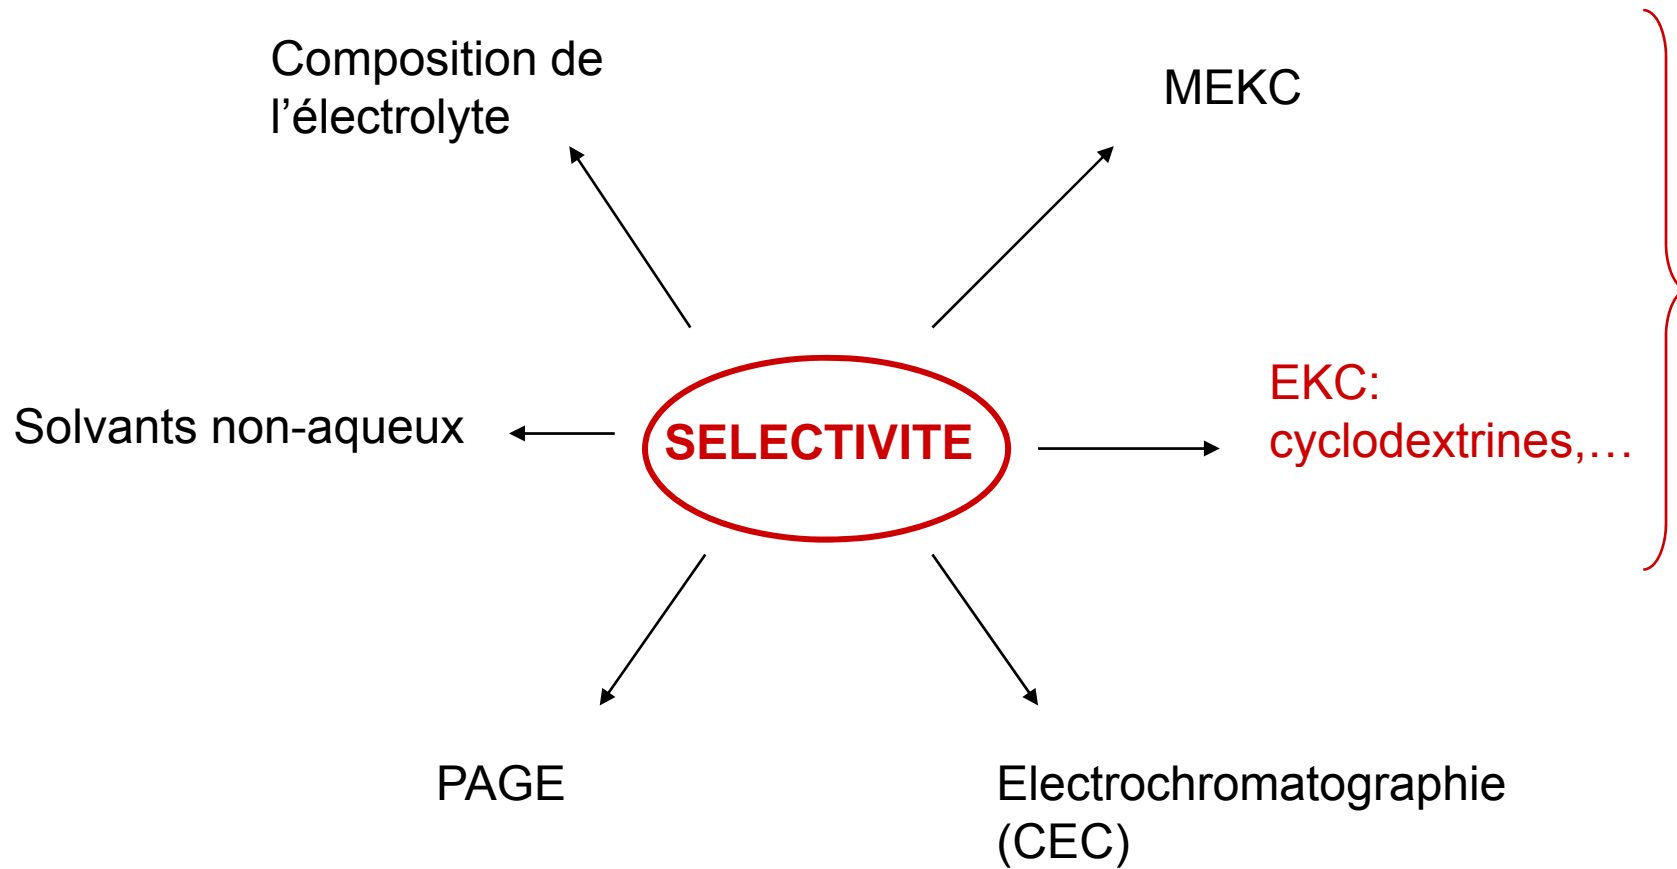 Composition de
l’électrolyte
MEKC
EKC:
cyclodextrines,…
Solvants non-aqueux
SELECTIVITE
PAGE
Electrochromatographie
(CEC)